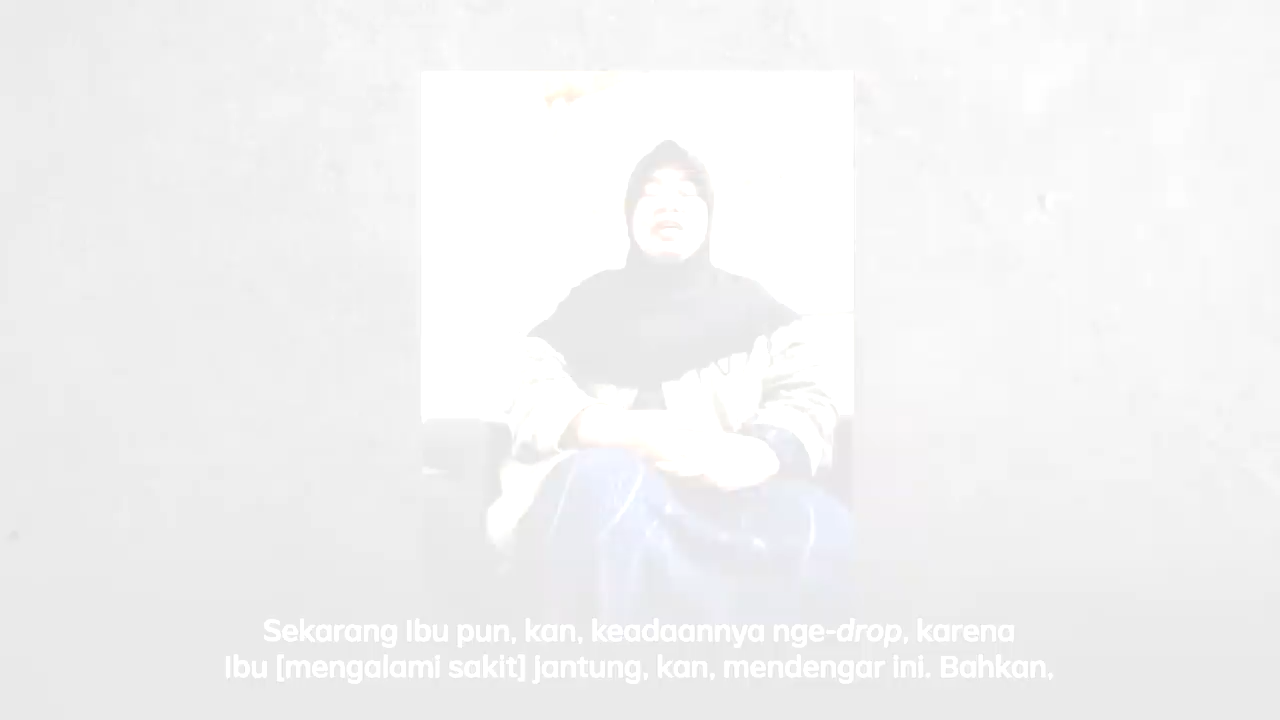 Sekarang Ibu pun, kan, keadaannya nge-drop, karena
Ibu [mengalami sakit] jantung, kan, mendengar ini. Bahkan,